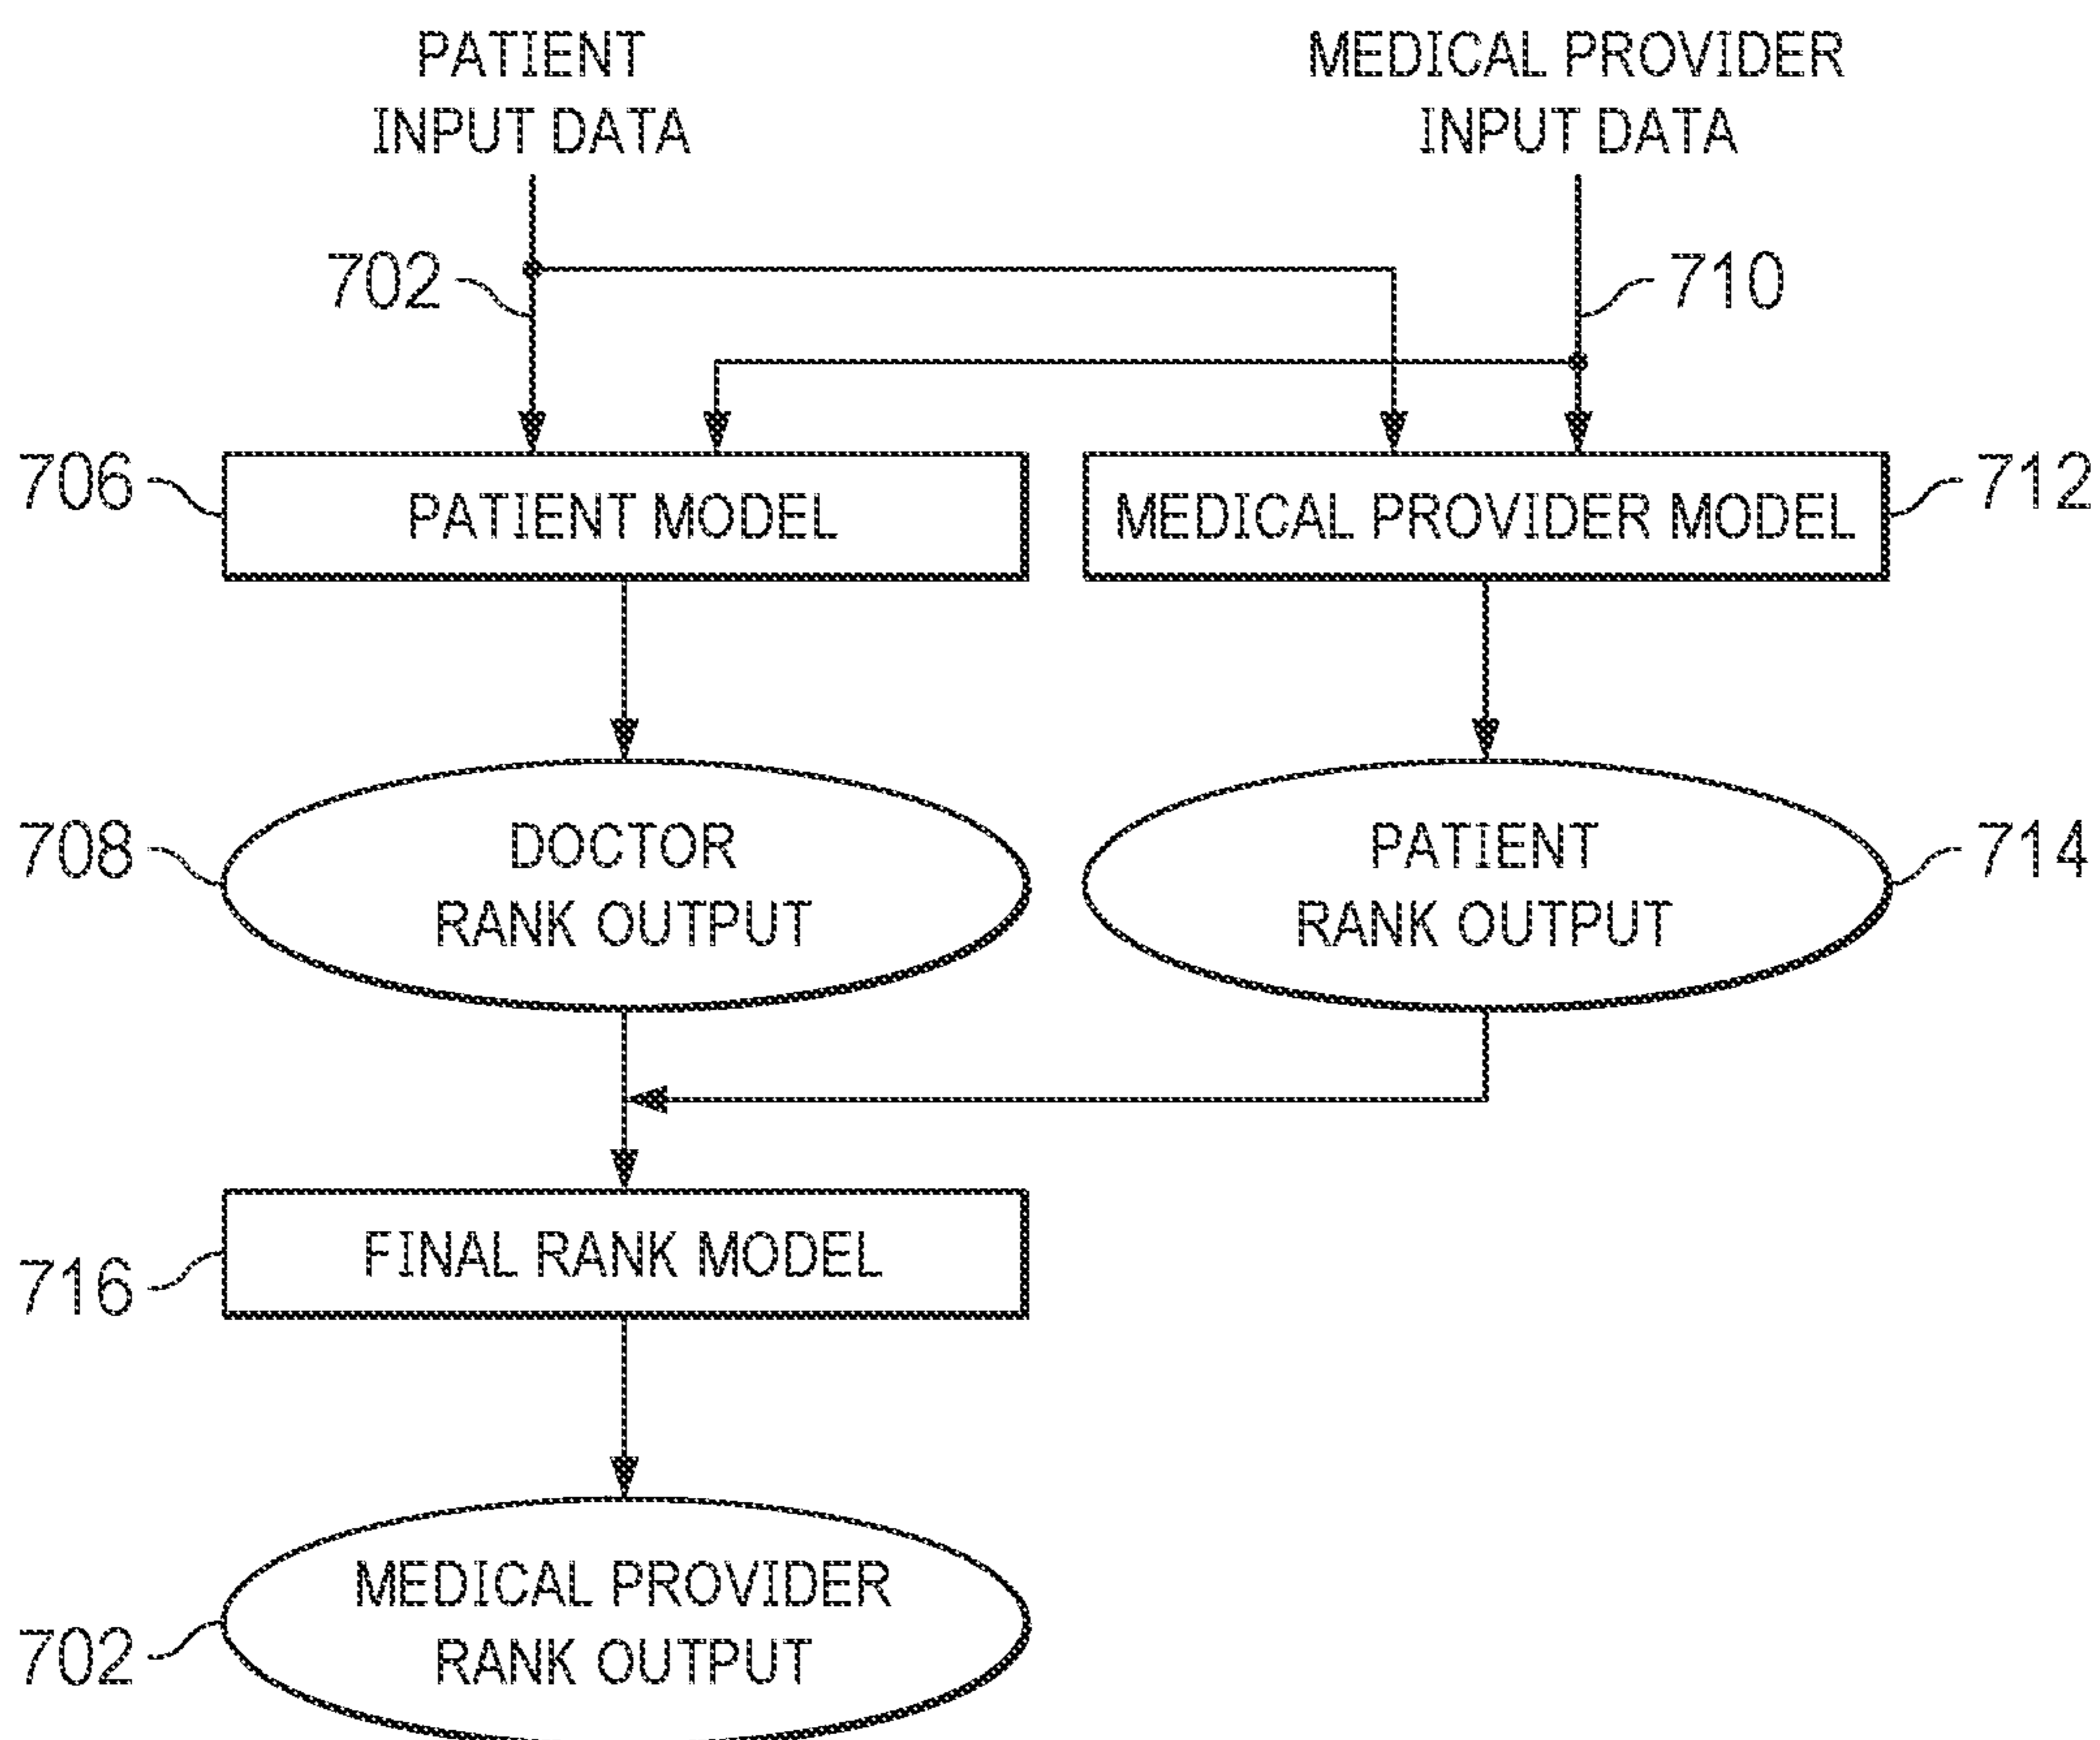 PATIENT
INPUT DATA
MEDICAL PROVIDER
INPUT DATA
702
710
706
PATIENT MODEL
MEDICAL PROVIDER MODEL
712
708
DOCTOR
RANK OUTPUT
PATIENT
RANK OUTPUT
714
716
FINAL RANK MODEL
702
MEDICAL PROVIDER
RANK OUTPUT